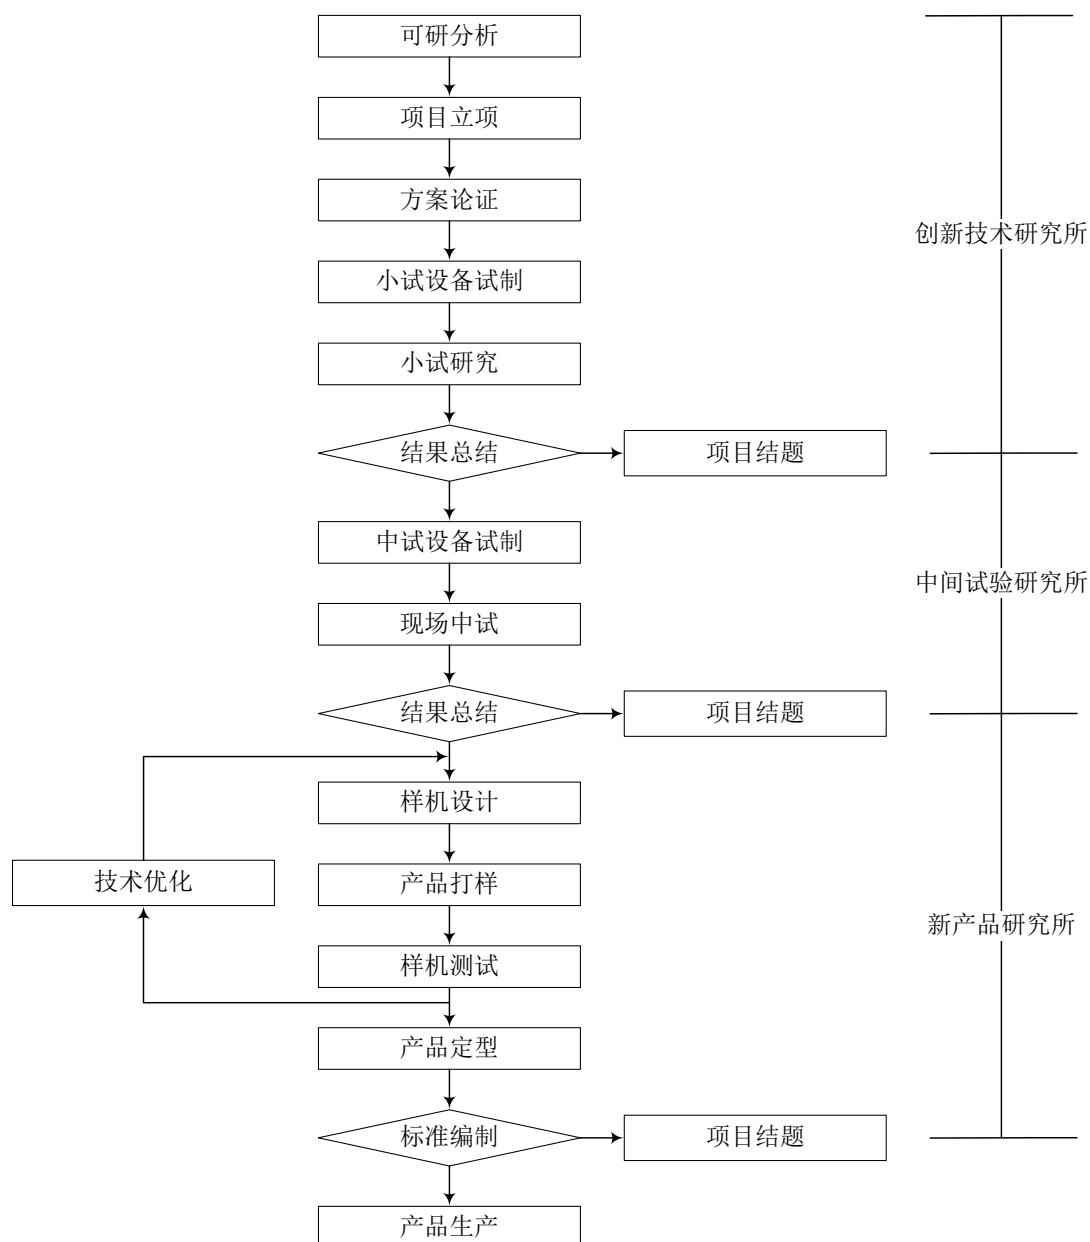 可研分析
项目立项
方案论证
创新技术研究所
小试设备试制
小试研究
结果总结
项目结题
中试设备试制
中间试验研究所
现场中试
结果总结
项目结题
样机设计
技术优化
产品打样
新产品研究所
样机测试
产品定型
标准编制
项目结题
产品生产